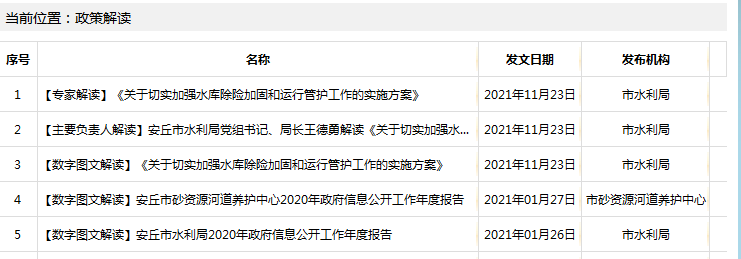 当前位置：政策解读
序号 名称 发文日期 发布机构
1 【专家解读】《关于切实加强水库除险加固和运行管护工作的实施方案》 2021年11月23日 市水利局
2 【主要负责人解读】安丘市水利局党组书记、局长王德勇解读《关于切实加强水... 2021年11月23日 市水利局
3 【数字图文解读】《关于切实加强水库除险加固和运行管护工作的实施方案》 2021年11月23日 市水利局
4 【数字图文解读】安丘市砂资源河道养护中心2020年政府信息公开工作年度报告 2021年01月27日 市砂资源河道养护中心
5 【数字图文解读】安丘市水利局2020年政府信息公开工作年度报告 2021年01月26日 市水利局